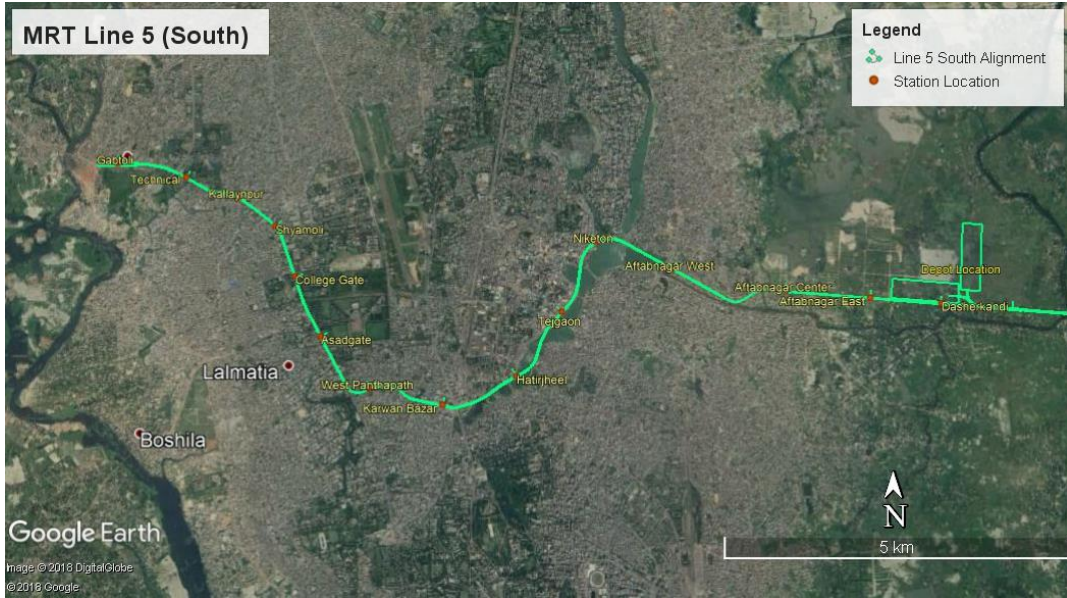 MRT Line 5 (South)
Legend
Line 5 South Alignment
Station Location
Gabtoli
Technical
Kallaynpur
Shyamoli
College Gate
Asadgate
Lalmatia
West Panthapath
Karwan Bazar
Boshila
Hatirjheel
Tejgaon
Niketon
Aftabnagar West
Aftabnagar Center
Aftabnagar East
Depot Location
Dasherkandi
N
5 km
Google Earth
Image © 2018 DigitalGlobe
© 2018 Google